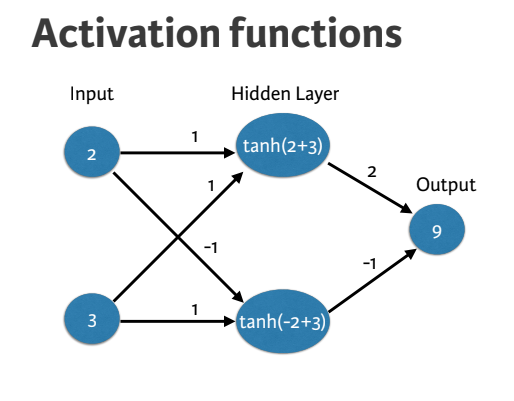 Activation functions
Input
Hidden Layer
2
1
tanh(2+3)
1
2
Output
9
-1
-1
3
1
tanh(-2+3)